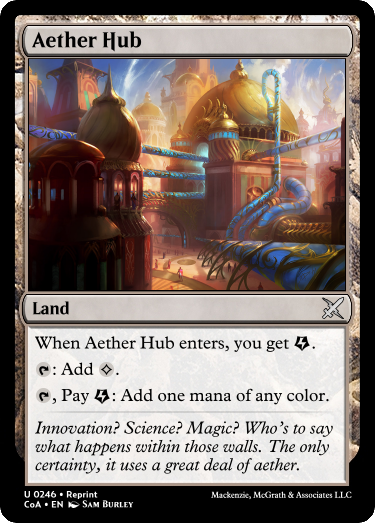 Aether Hub
Land
When Aether Hub enters, you get.
: Add.
, Pay: Add one mana of any color.
Innovation? Science? Magic? Who's to say
what happens within those walls. The only
certainty, it uses a great deal of aether.
U 0246 • Reprint
CoA • EN Sam Burley
Mackenzie, McGrath & Associates LLC